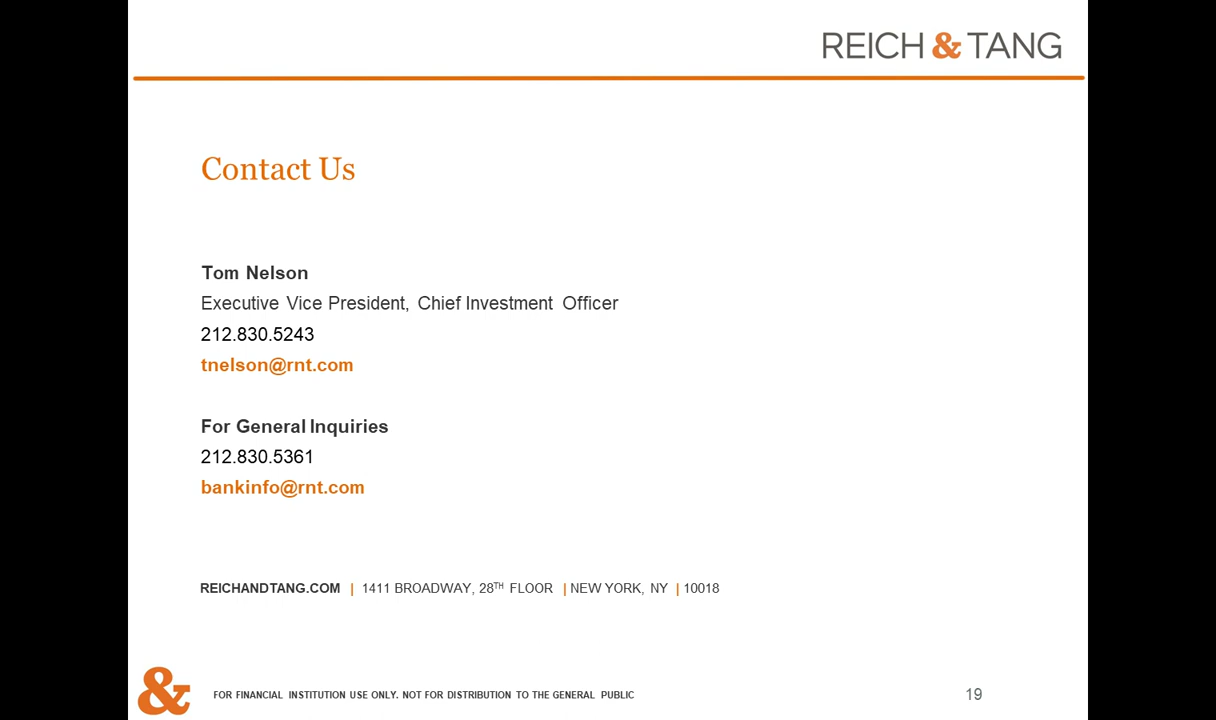 REICH & TANG
Contact Us
Tom Nelson
Executive Vice President, Chief Investment Officer
212.830.5243
tnelson@rnt.com
For General Inquiries
212.830.5361
bankinfo@rnt.com
REICHANDTANG.COM | 1411 BROADWAY, 28TH FLOOR | NEW YORK, NY | 10018
& FOR FINANCIAL INSTITUTION USE ONLY. NOT FOR DISTRIBUTION TO THE GENERAL PUBLIC 19